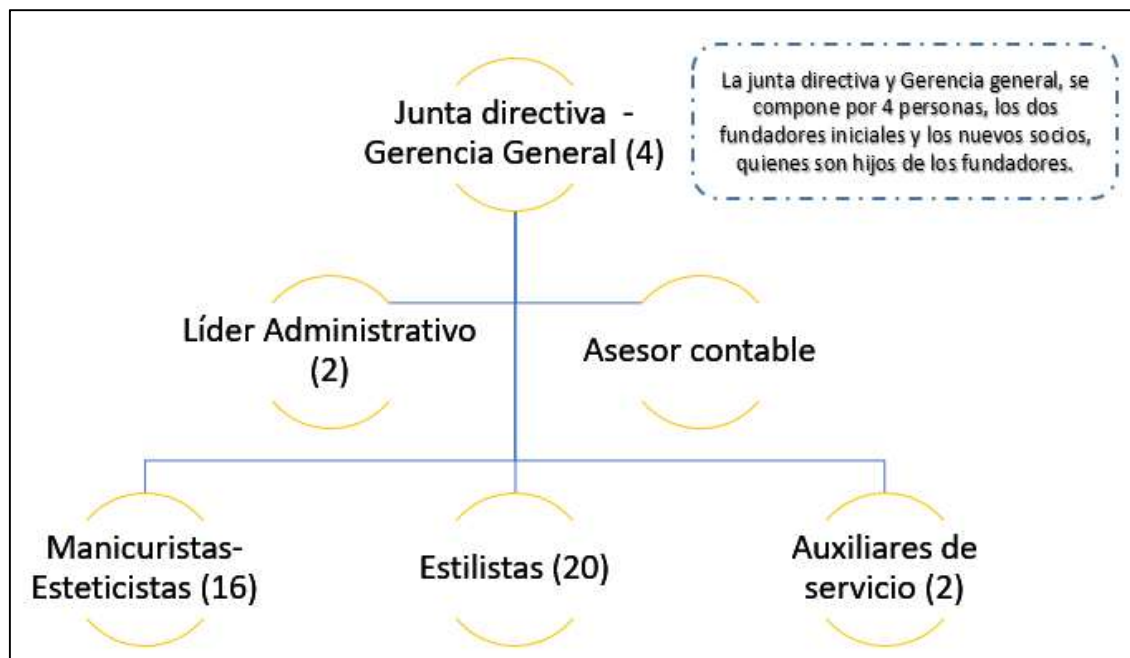 Junta directiva -
Gerencia General (4)
La junta directiva y Gerencia general, se
compone por 4 personas, los dos
fundadores iniciales y los nuevos socios,
quienes son hijos de los fundadores.
Líder Administrativo
(2)
Asesor contable
Manicuristas-
Esteticistas (16)
Estilistas (20)
Auxiliares de
servicio (2)